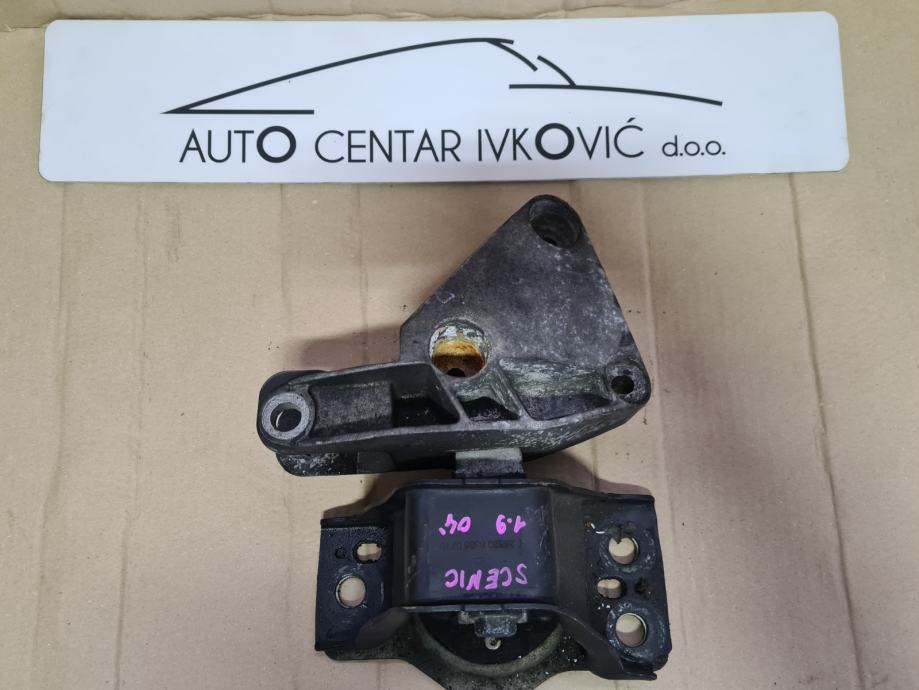 AUTO CENTAR IVKOVIĆ d.o.o.
SCENIC
1.9 04'